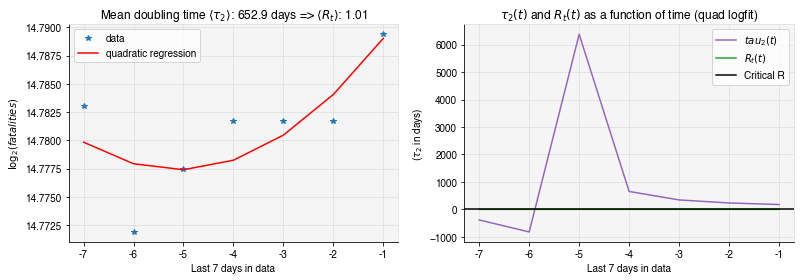 Mean doubling time ⟨τ₂⟩: 652.9 days => ⟨Rₜ⟩: 1.01
14.7900
14.7875
14.7850
14.7825
14.7800
14.7775
14.7750
14.7725
log₂(fatalities)
data
quadratic regression
-7 -6 -5 -4 -3 -2 -1
Last 7 days in data
τ₂(t) and Rₜ(t) as a function of time (quad logfit)
6000
5000
4000
3000
2000
1000
0
−1000
(τ₂ in days)
tau₂(t)
Rₜ(t)
Critical R
-7 -6 -5 -4 -3 -2 -1
Last 7 days in data